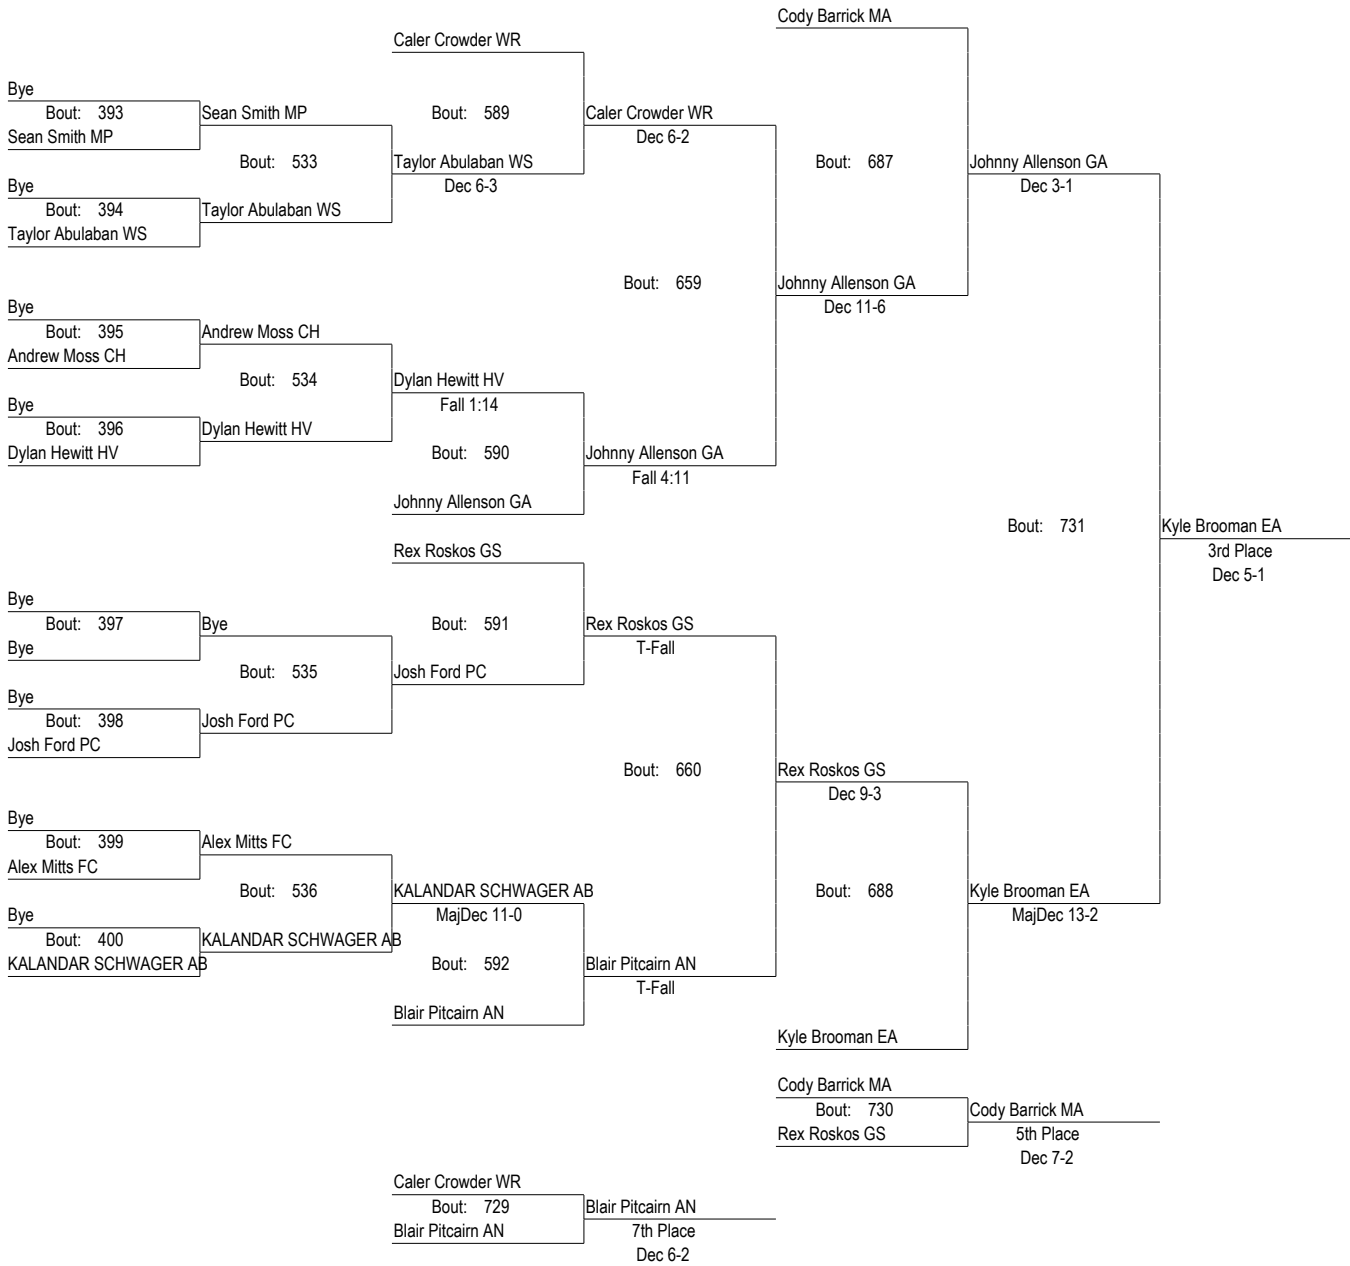 Cody Barrick MA
Caler Crowder WR
Bye
Bout: 393
Sean Smith MP
Sean Smith MP
Bout: 533
Bye
Bout: 394
Taylor Abulaban WS
Taylor Abulaban WS
Bout: 589
Taylor Abulaban WS
Dec 6-3
Caler Crowder WR
Dec 6-2
Bout: 687
Johnny Allenson GA
Dec 3-1
Bye
Bout: 395
Andrew Moss CH
Andrew Moss CH
Bout: 534
Bye
Bout: 396
Dylan Hewitt HV
Dylan Hewitt HV
Dylan Hewitt HV
Fall 1:14
Bout: 590
Johnny Allenson GA
Johnny Allenson GA
Fall 4:11
Bout: 659
Johnny Allenson GA
Dec 11-6
Bout: 731
Kyle Brooman EA
3rd Place
Dec 5-1
Rex Roskos GS
Bye
Bout: 397
Bye
Bye
Bout: 535
Bye
Bout: 398
Josh Ford PC
Josh Ford PC
Bout: 591
Josh Ford PC
Rex Roskos GS
T-Fall
Bout: 660
Rex Roskos GS
Dec 9-3
Bye
Bout: 399
Alex Mitts FC
Alex Mitts FC
Bout: 536
Bye
Bout: 400
KALANDAR SCHWAGER AB
KALANDAR SCHWAGER AB
KALANDAR SCHWAGER AB
MajDec 11-0
Bout: 592
Blair Pitcairn AN
Blair Pitcairn AN
T-Fall
Bout: 688
Kyle Brooman EA
MajDec 13-2
Kyle Brooman EA
Cody Barrick MA
Bout: 730
Rex Roskos GS
Cody Barrick MA
5th Place
Dec 7-2
Caler Crowder WR
Bout: 729
Blair Pitcairn AN
Blair Pitcairn AN
7th Place
Dec 6-2